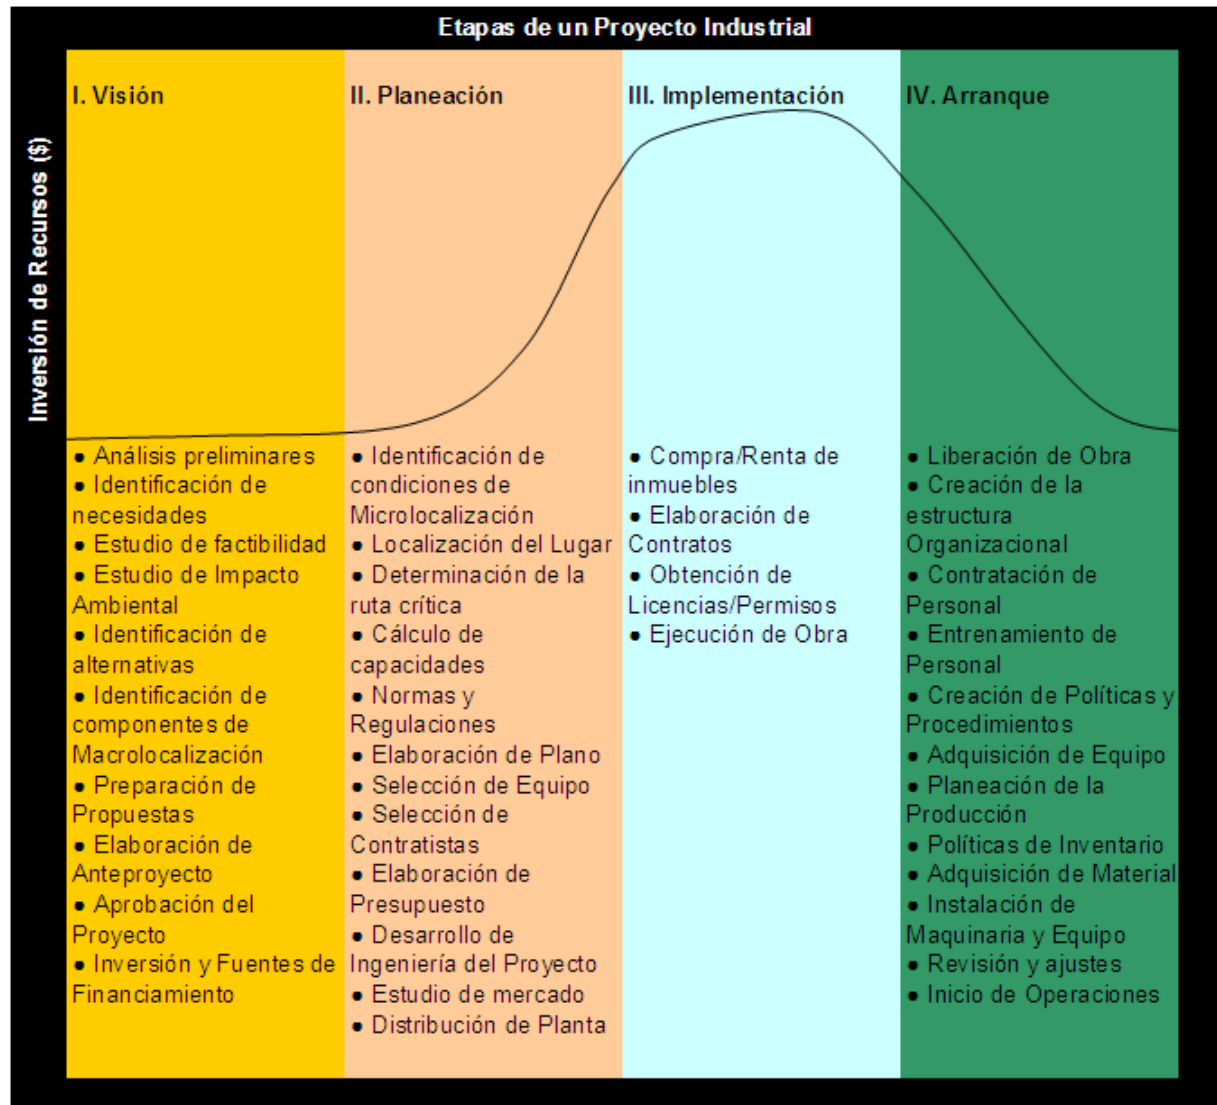 Etapas de un Proyecto Industrial
Inversión de Recursos ($)
I. Visión
● Análisis preliminares
● Identificación de
necesidades
● Estudio de factibilidad
● Estudio de Impacto
Ambiental
● Identificación de
alternativas
● Identificación de
componentes de
Macrolocalización
● Preparación de
Propuestas
● Elaboración de
Anteproyecto
● Aprobación del
Proyecto
● Inversión y Fuentes de
Financiamiento
II. Planeación
● Identificación de
condiciones de
Microlocalización
● Localización del Lugar
● Determinación de la
ruta crítica
● Cálculo de
capacidades
● Normas y
Regulaciones
● Elaboración de Plano
● Selección de Equipo
● Selección de
Contratistas
● Elaboración de
Presupuesto
● Desarrollo de
Ingeniería del Proyecto
● Estudio de mercado
● Distribución de Planta
III. Implementación
● Compra/Renta de
inmuebles
● Elaboración de
Contratos
● Obtención de
Licencias/Permisos
● Ejecución de Obra
IV. Arranque
● Liberación de Obra
● Creación de la
estructura
Organizacional
● Contratación de
Personal
● Entrenamiento de
Personal
● Creación de Políticas y
Procedimientos
● Adquisición de Equipo
● Planeación de la
Producción
● Políticas de Inventario
● Adquisición de Material
● Instalación de
Maquinaria y Equipo
● Revisión y ajustes
● Inicio de Operaciones